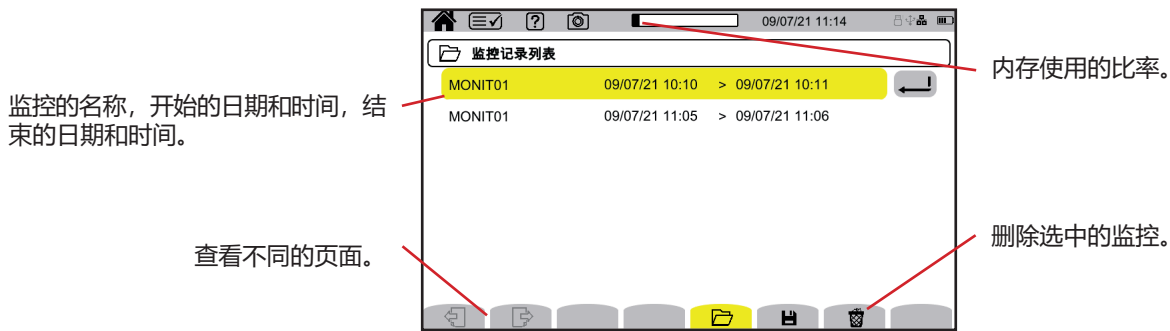 09/07/21 11:14
监控记录列表
内存使用的比率。
MONIT01 09/07/21 10:10 > 09/07/21 10:11
监控的名称，开始的日期和时间，结
束的日期和时间。
MONIT01 09/07/21 11:05 > 09/07/21 11:06
删除选中的监控。
查看不同的页面。